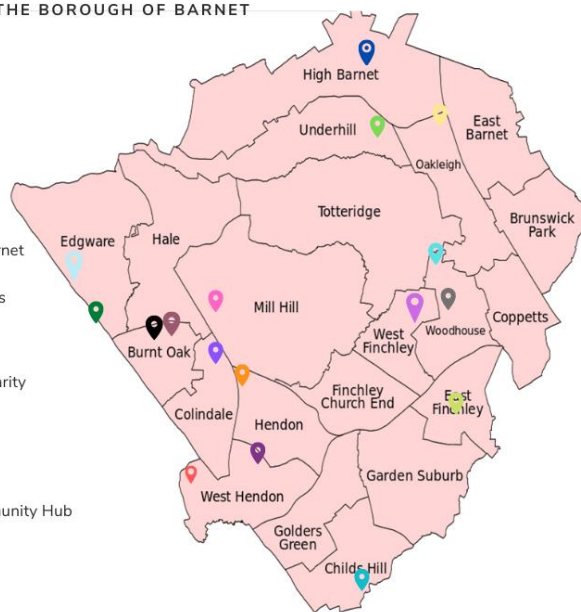 THE BOROUGH OF BARNET
High Barnet
Underhill
East
Barnet
Oakleigh
Totteridge
Brunswick
Park
Edgware
Hale
Mill Hill
Coppetts
West
Finchley
Woodhouse
Burnt Oak
Finchley
Church End
East
Finchley
Colindale
Hendon
Garden Suburb
West Hendon
Golders
Green
Childs Hill
rnet
s
arity
nunity Hub